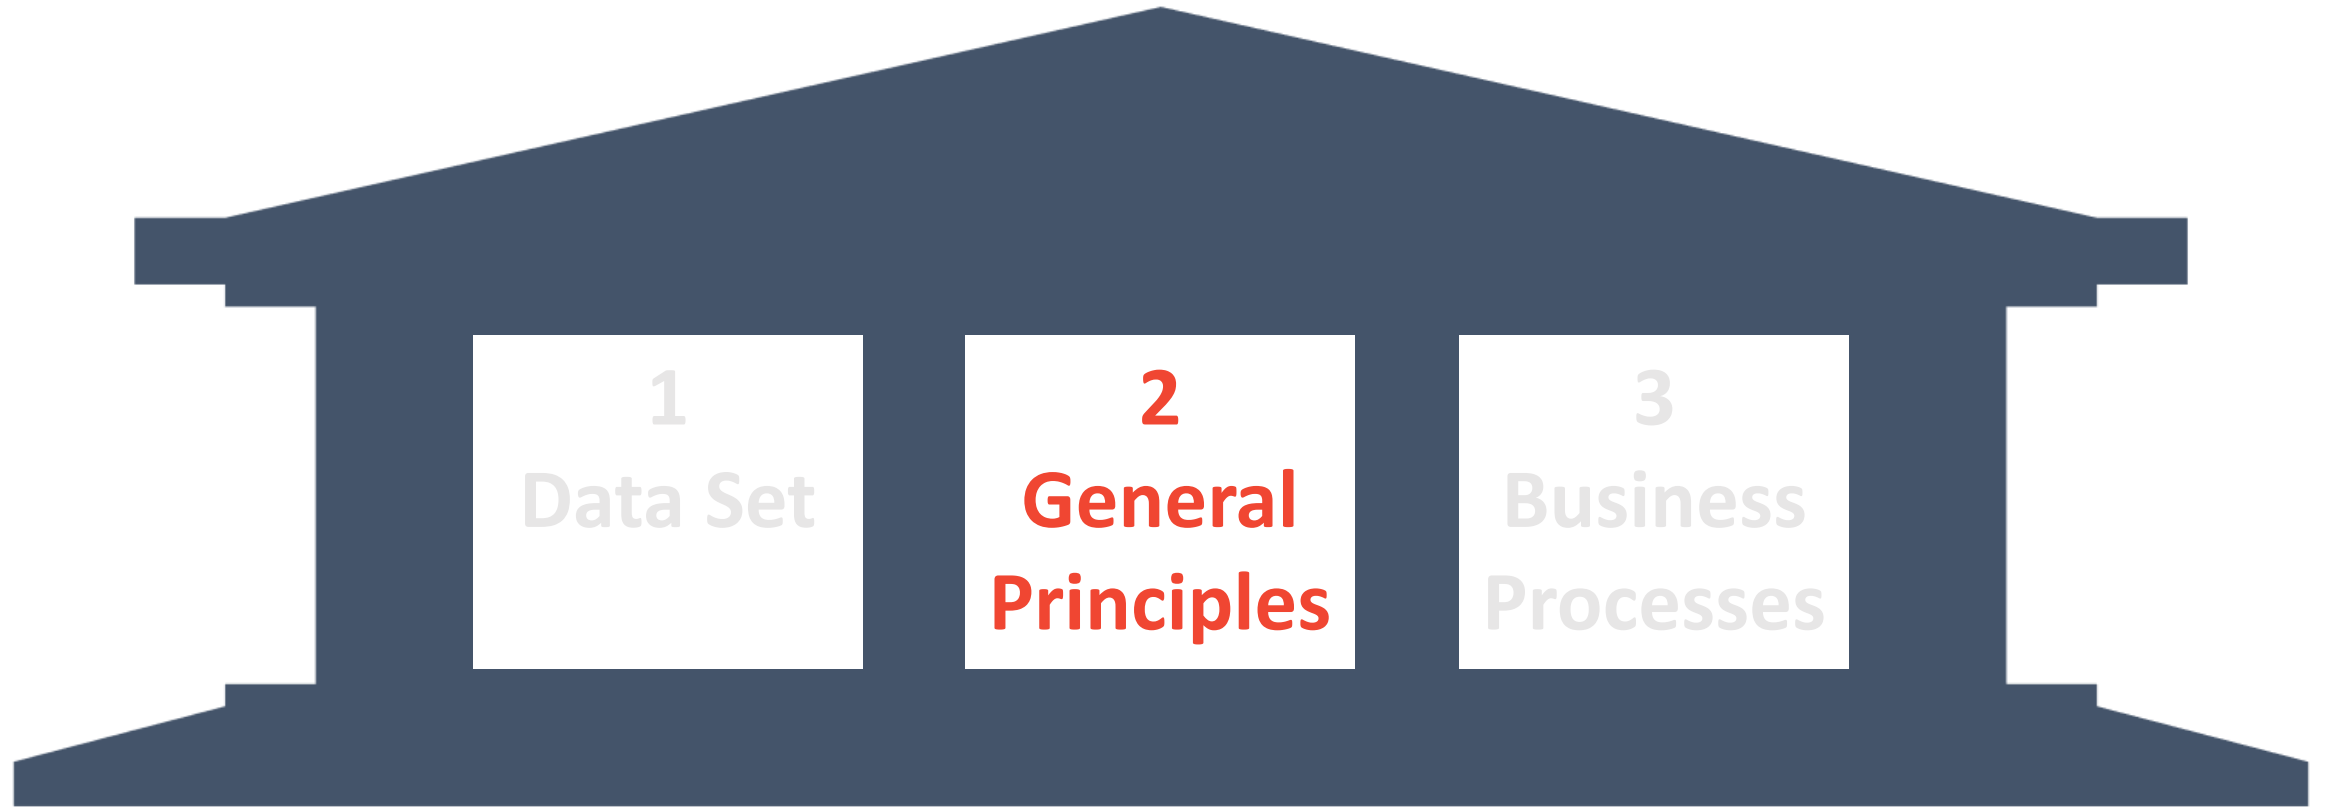 1
Data Set
2
General
Principles
3
Business
Processes